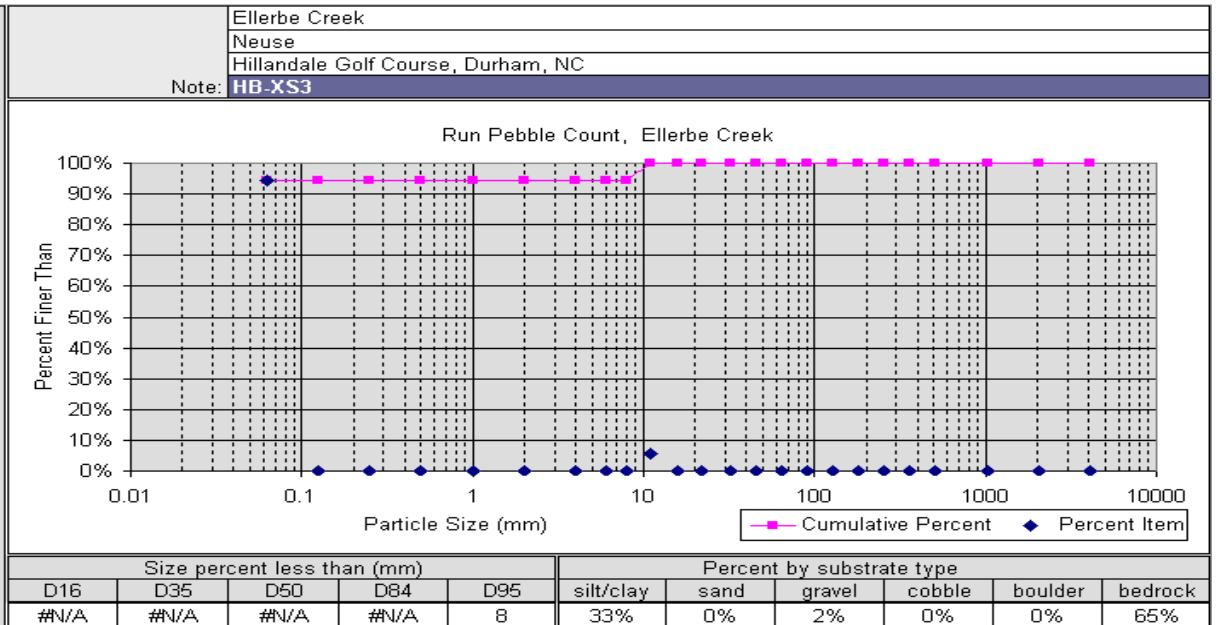 Ellerbe Creek
Neuse
Hillandale Golf Course, Durham, NC
Note: HB-XS3
Run Pebble Count, Ellerbe Creek
100%
90%
80%
70%
60%
50%
40%
30%
20%
10%
0%
Percent Finer Than
0.01 0.1 1 10 100 1000 10000
Particle Size (mm)
Cumulative Percent Percent Item
Size percent less than (mm) Percent by substrate type
D16 D35 D50 D84 D95 silt/clay sand gravel cobble boulder bedrock
#N/A #N/A #N/A #N/A 8 33% 0% 2% 0% 0% 65%